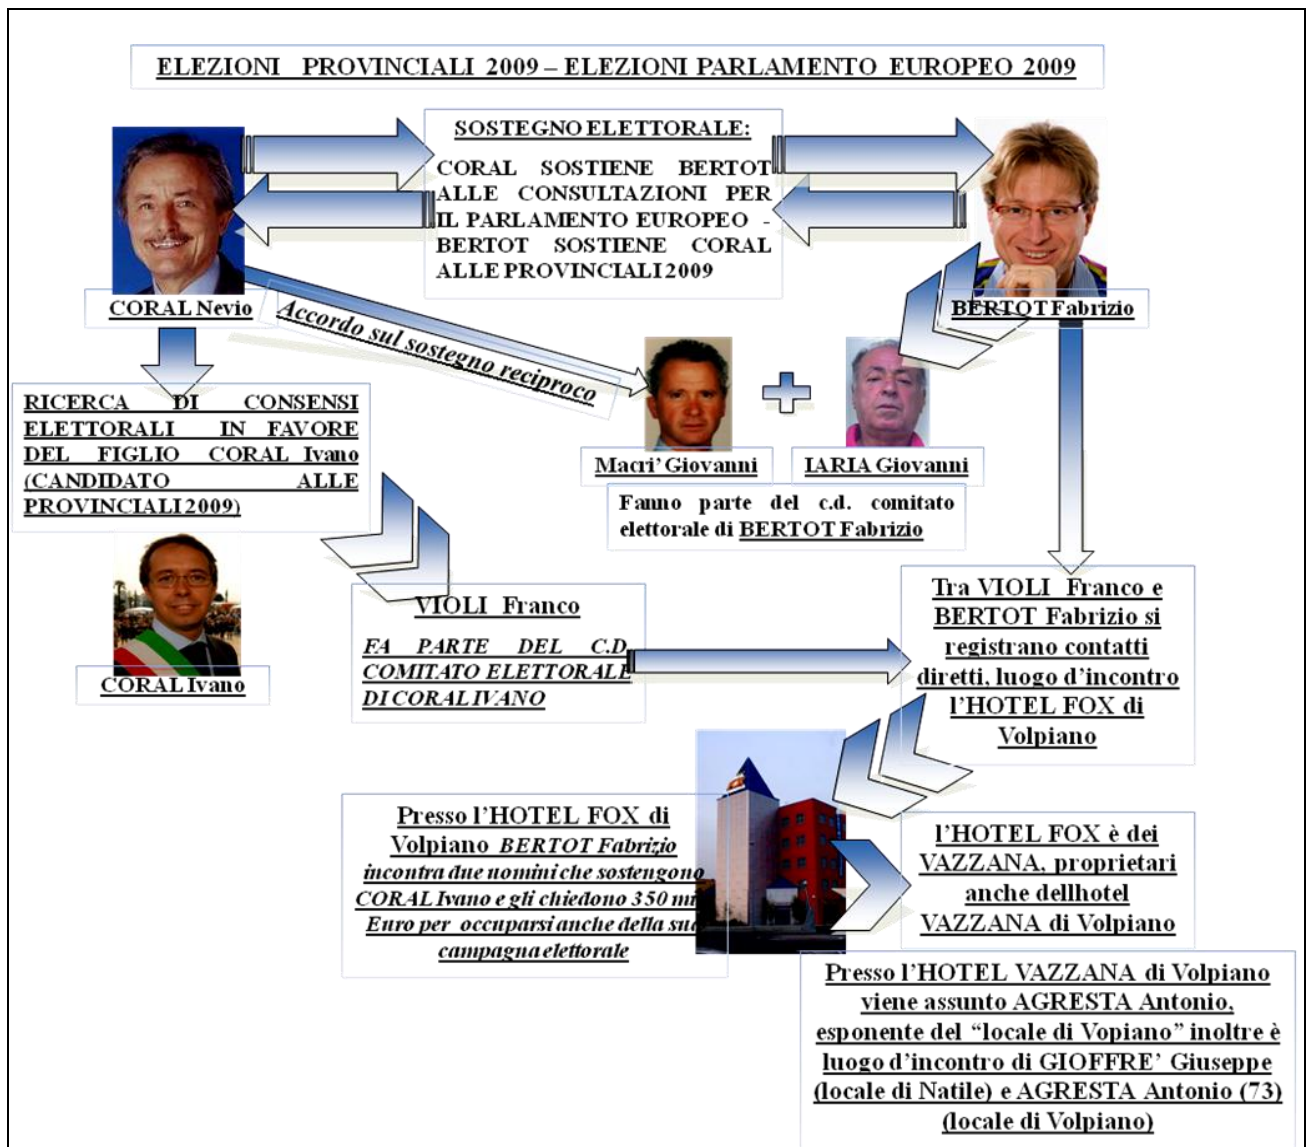 ELEZIONI PROVINCIALI 2009 – ELEZIONI PARLAMENTO EUROPEO 2009
SOSTEGNO ELETTORALE:
CORAL SOSTIENE BERTOT
ALLE CONSULTAZIONI PER
IL PARLAMENTO EUROPEO -
BERTOT SOSTIENE CORAL
ALLE PROVINCIALI 2009
CORAL Nevio
BERTOT Fabrizio
Accordo sul sostegno reciproco
RICERCA DI CONSENSI
ELETTORALI IN FAVORE
DEL FIGLIO CORAL Ivano
(CANDIDATO ALLE
PROVINCIALI 2009)
Macri' Giovanni
IARIA Giovanni
Fanno parte del c.d. comitato
elettorale di BERTOT Fabrizio
CORAL Ivano
VIOLI Franco
FA PARTE DEL C.D.
COMITATO ELETTORALE
DI CORAL IVANO
Tra VIOLI Franco e
BERTOT Fabrizio si
registrano contatti
diretti, luogo d'incontro
l'HOTEL FOX di
Volpiano
Presso l'HOTEL FOX di
Volpiano BERTOT Fabrizio
incontra due uomini che sostengono
CORAL Ivano e gli chiedono 350
Euro per occuparsi anche della
campagna elettorale
l'HOTEL FOX è dei
VAZZANA, proprietari
anche dellhotel
VAZZANA di Volpiano
Presso l'HOTEL VAZZANA di Volpiano
viene assunto AGRESTA Antonio,
esponente del “locale di Vopiano” inoltre è
luogo d'incontro di GIOFFRE' Giuseppe
(locale di Natile) e AGRESTA Antonio (73)
(locale di Volpiano)